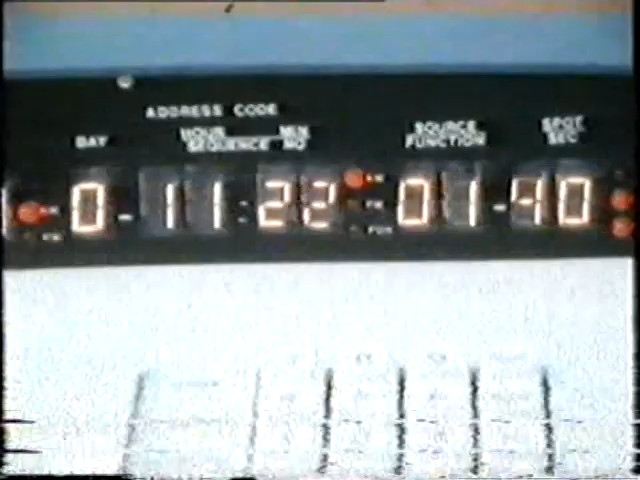 ADDRESS CODE
DAY
HOUR MIN
SEQUENCE NO
SOURCE
FUNCTION
SPOT
SEC
0-11:22
01-40